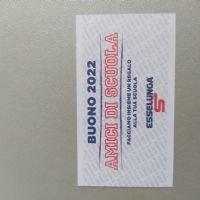 BUONO 2022
AMICI DI SCUOLA
FACCIAMO INSIEME UN REGALO
ALLA TUA SCUOLA
ESSELUNGA
S